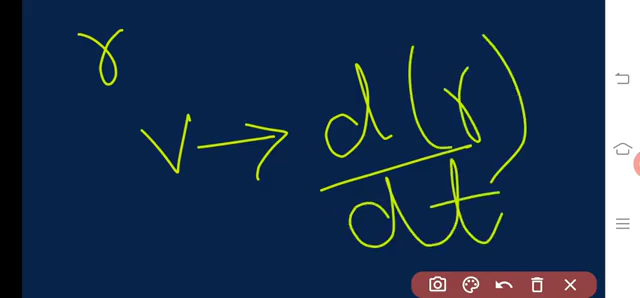 r
v → d(r)
dt